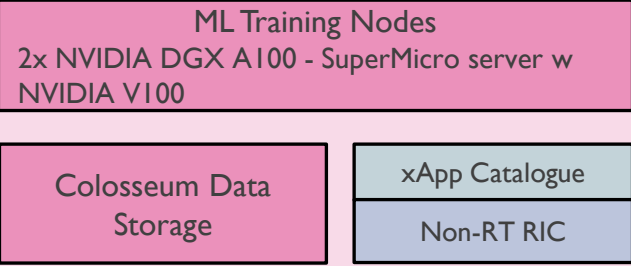 ML Training Nodes
2x NVIDIA DGX A100 - SuperMicro server w
NVIDIA V100
Colosseum Data
Storage
xApp Catalogue
Non-RT RIC